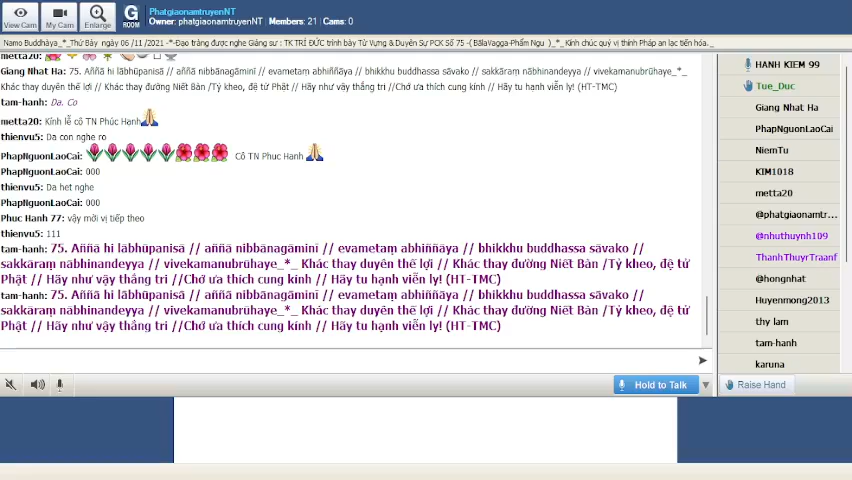 PhatgiaonamtruyenNT
Owner: phatgiaonamtruyenNT | Members: 21 | Cams: 0
View Cam
My Cam
Enlarge
G
ROOM
Namo Buddhàya_*_Thứ Bảy ngày 06 /11 /2021 -*-Đạo tràng được nghe Giảng sư : TK TRÍ ĐỨC trình bày Từ Vựng & Duyên Sự PCK Số 75 -( BālaVagga-Phẩm Ngu )_*_ Kính chúc quý vị thính Pháp an lạc tiến hóa._
metta20:
Giang Nhat Ha: 75. Aññā hi lābhūpanisā // aññā nibbānagāminī // evametaṃ abhiññāya // bhikkhu buddhassa sāvako // sakkāraṃ nābhinandeyya // vivekamanubrūhaye_*_
Khác thay duyên thế lợi // Khác thay đường Niết Bàn /Tỷ kheo, đệ tử Phật // Hãy như vậy thắng tri //Chớ ưa thích cung kính // Hãy tu hạnh viễn ly! (HT-TMC)
tam-hanh: Da. Co
metta20: Kính lễ cô TN Phúc Hạnh
thienvu5: Da con nghe ro
PhapNguonLaoCai: Cô TN Phuc Hanh
PhapNguonLaoCai: 000
thienvu5: Da het nghe
PhapNguonLaoCai: 000
Phuc Hanh 77: vậy mời vị tiếp theo
thienvu5: 111
tam-hanh: 75. Aññā hi lābhūpanisā // aññā nibbānagāminī // evametaṃ abhiññāya // bhikkhu buddhassa sāvako //
sakkāraṃ nābhinandeyya // vivekamanubrūhaye_*_ Khác thay duyên thế lợi // Khác thay đường Niết Bàn /Tỷ kheo, đệ tử
Phật // Hãy như vậy thắng tri //Chớ ưa thích cung kính // Hãy tu hạnh viễn ly! (HT-TMC)
tam-hanh: 75. Aññā hi lābhūpanisā // aññā nibbānagāminī // evametaṃ abhiññāya // bhikkhu buddhassa sāvako //
sakkāraṃ nābhinandeyya // vivekamanubrūhaye_*_ Khác thay duyên thế lợi // Khác thay đường Niết Bàn /Tỷ kheo, đệ tử
Phật // Hãy như vậy thắng tri //Chớ ưa thích cung kính // Hãy tu hạnh viễn ly! (HT-TMC)
Hold to Talk
HANH KIEM 99
Tue_Duc
Giang Nhat Ha
PhapNguonLaoCai
NiemTu
KIM1018
metta20
@phatgiaonamtr...
@nhuthuynh109
ThanhThuyrTraanf
@hongnhat
Huyenmong2013
thy lam
tam-hanh
karuna
Raise Hand